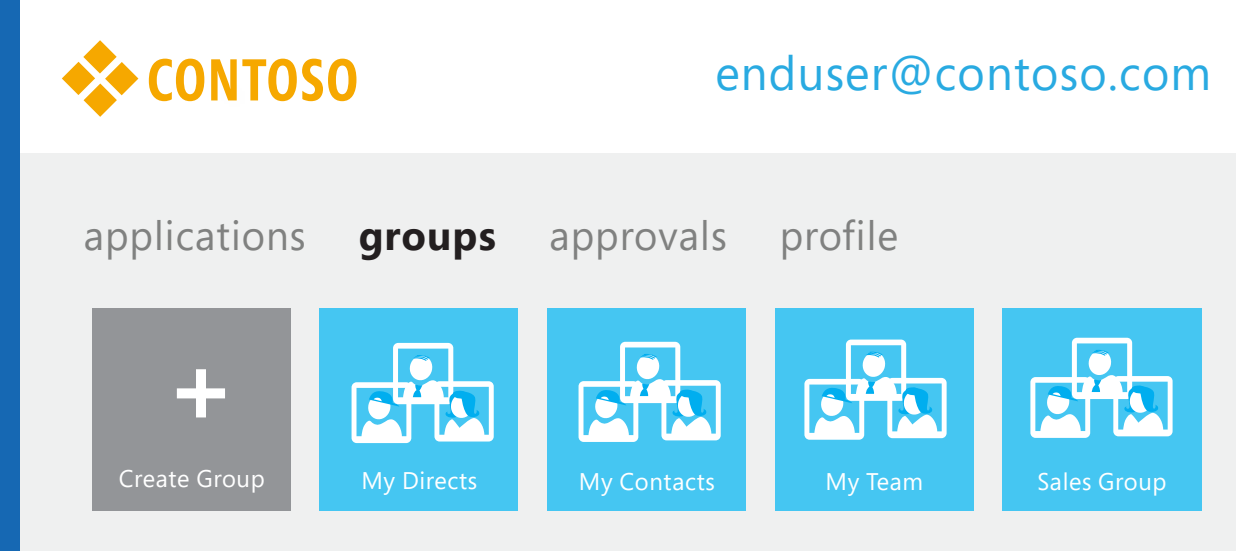 CONTOSO
enduser@contoso.com
applications groups approvals profile
Create Group My Directs My Contacts My Team Sales Group